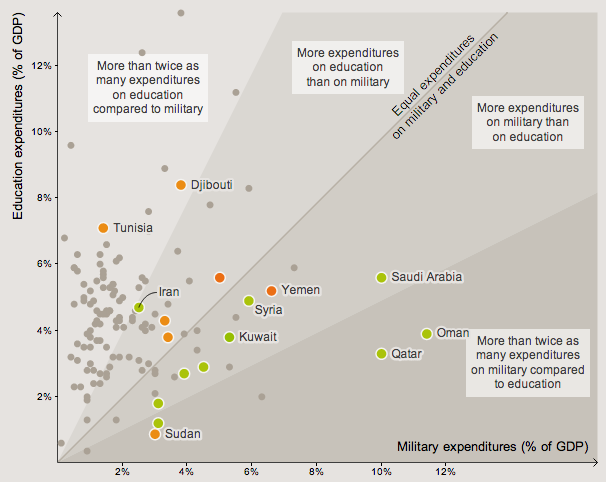 Education expenditures (% of GDP)
12%
10%
8%
6%
4%
2%
More than twice as
many expenditures
on education
compared to military
More expenditures
on education
than on military
Equal expenditures
on military and education
More expenditures
on military than
on education
Djibouti
Tunisia
Iran
Yemen
Syria
Saudi Arabia
Kuwait
Oman
Qatar
More than twice as
many expenditures
on military compared
to education
Sudan
Military expenditures (% of GDP)
2%
4%
6%
8%
10%
12%